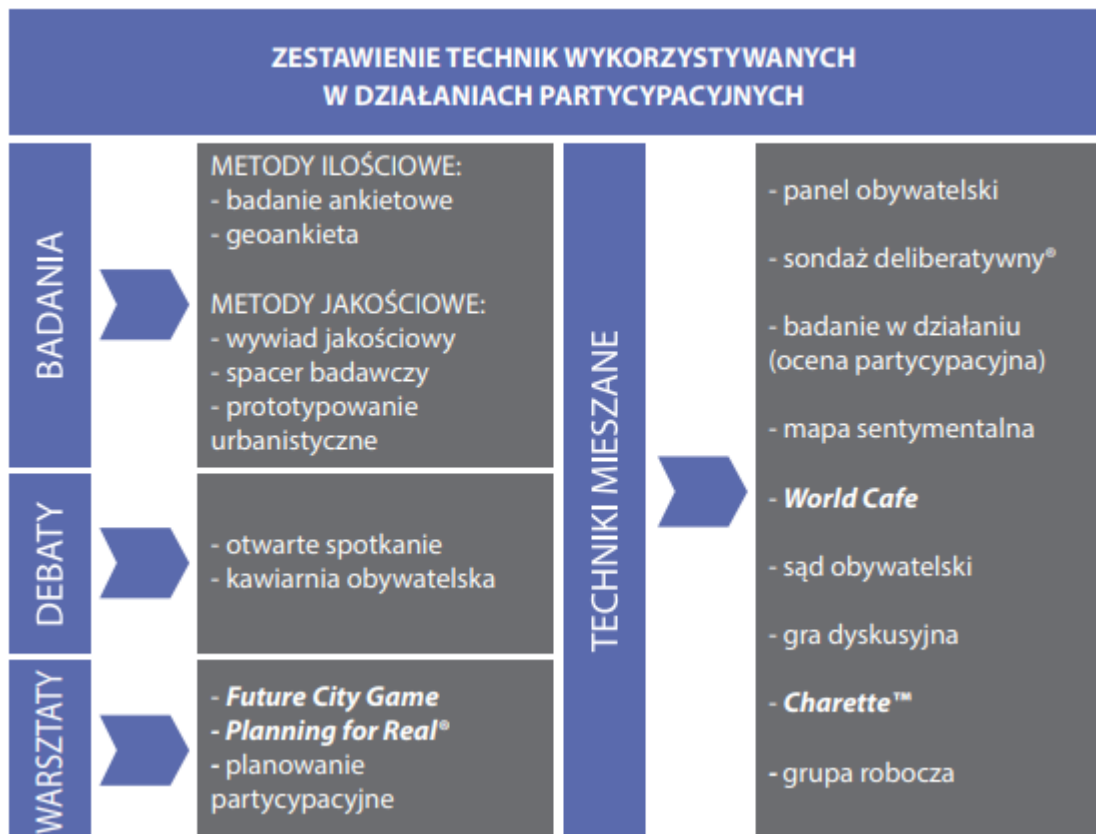 ZESTAWIENIE TECHNIK WYKORZYSTYWANYCH
W DZIAŁANIACH PARTYCYPACYJNYCH
BADANIA
METODY ILOŚCIOWE:
- badanie ankietowe
- geoankieta
METODY JAKOŚCIOWE:
- wywiad jakościowy
- spacer badawczy
- prototypowanie
urbanistyczne
DEBATY
- otwarte spotkanie
- kawiarnia obywatelska
WARSZTATY
- Future City Game
- Planning for Real®
- planowanie
partycypacyjne
TECHNIKI MIESZANE
- panel obywatelski
- sondaż deliberatywny®
- badanie w działaniu
(ocena partycypacyjna)
- mapa sentymentalna
- World Cafe
- sąd obywatelski
- gra dyskusyjna
- Charette™
- grupa robocza